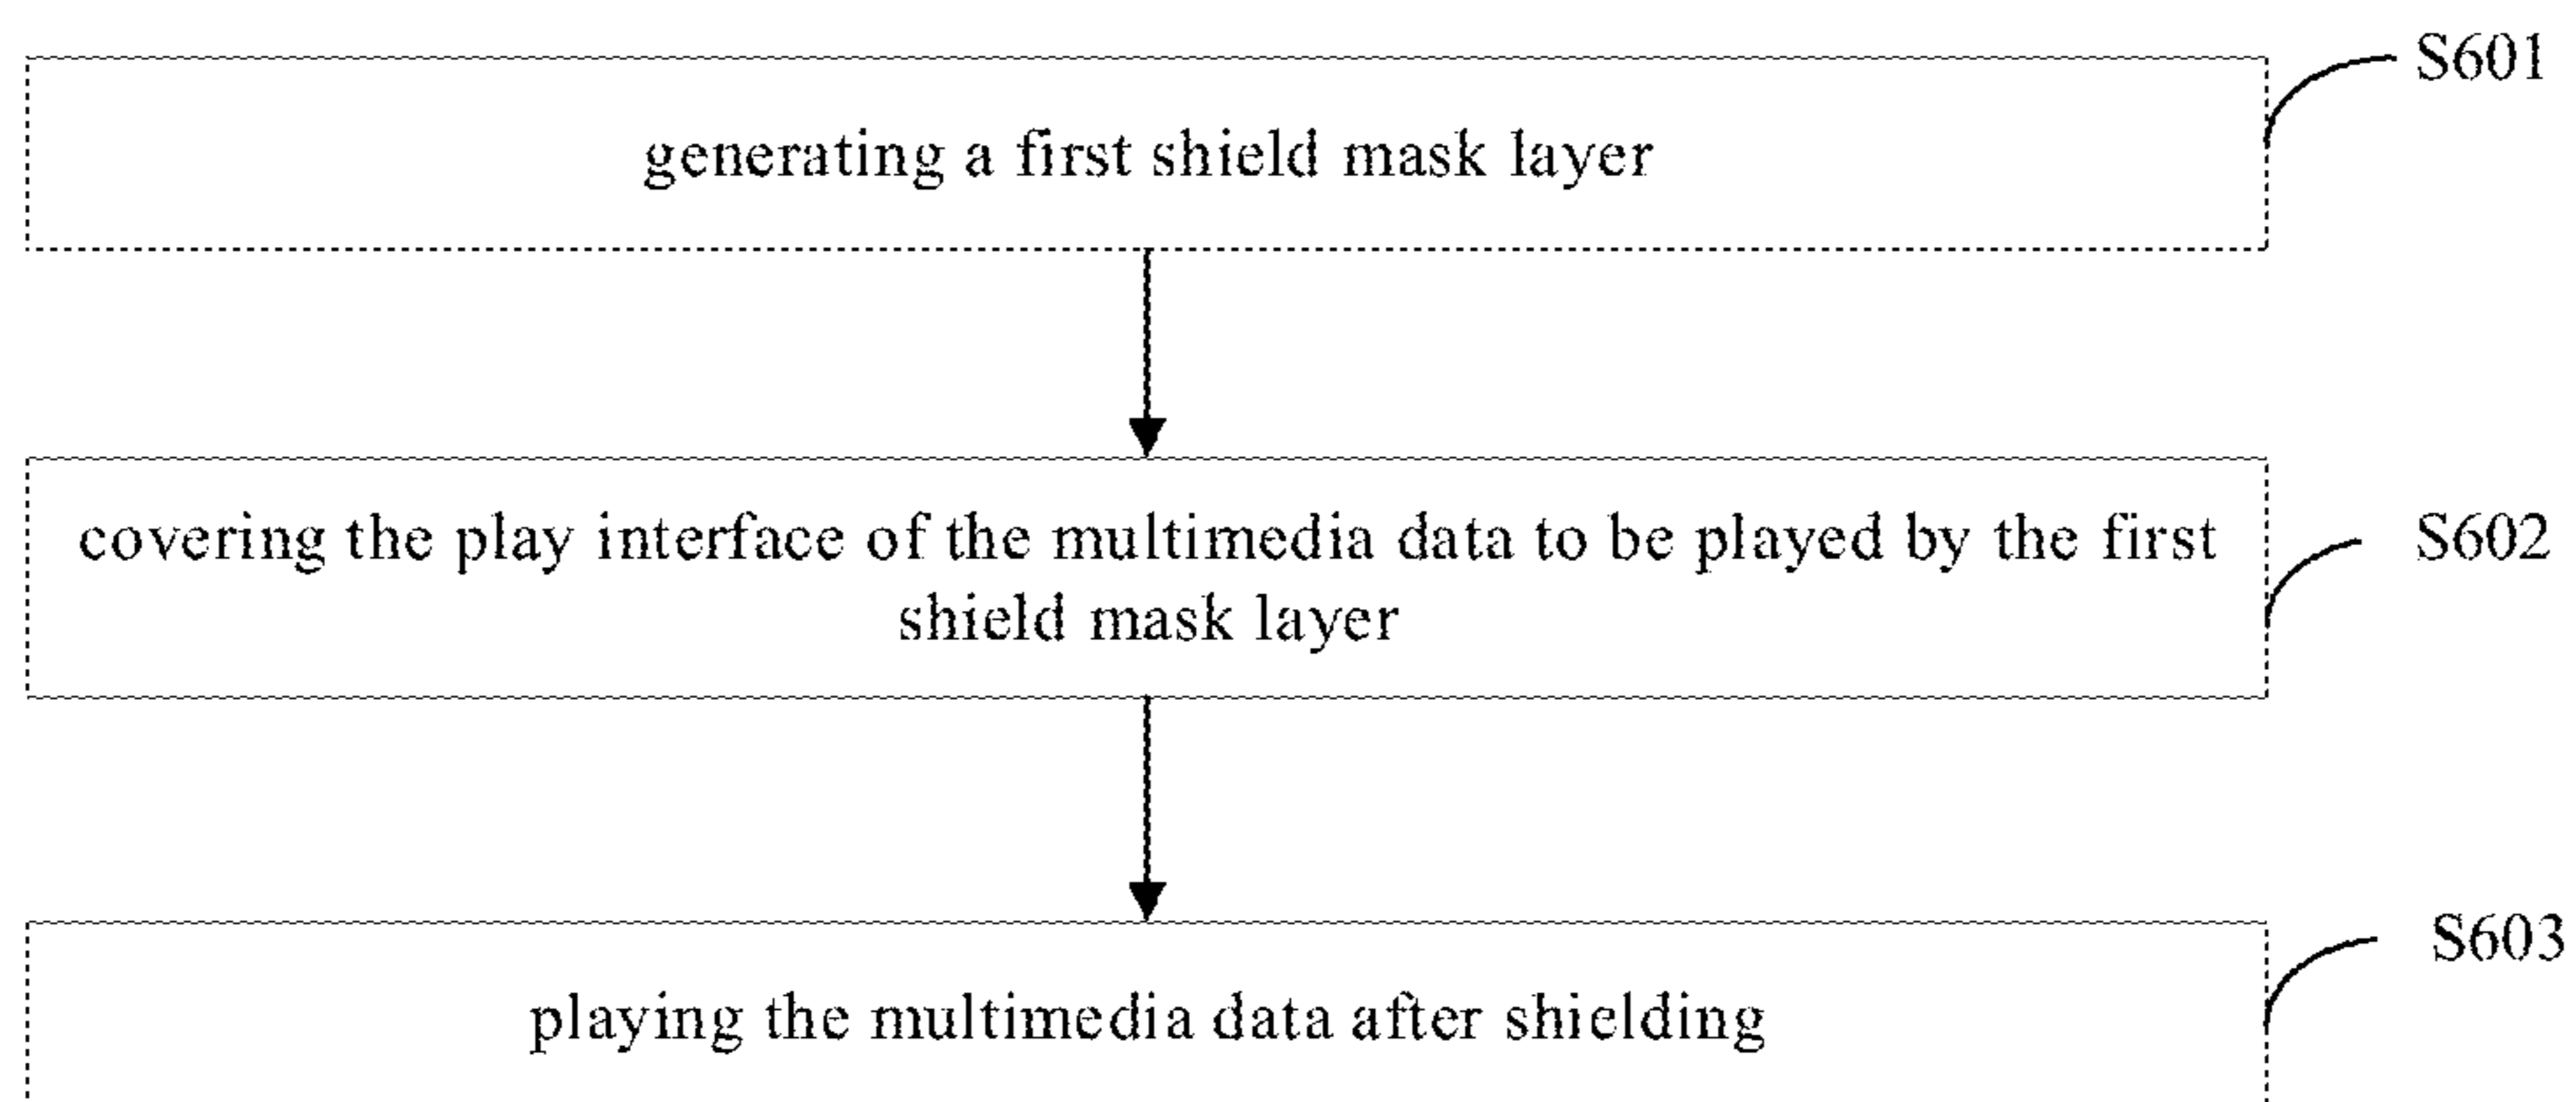 S601
generating a first shield mask layer
covering the play interface of the multimedia data to be played by the first
S602
shield mask layer
S603
playing the multimedia data after shielding